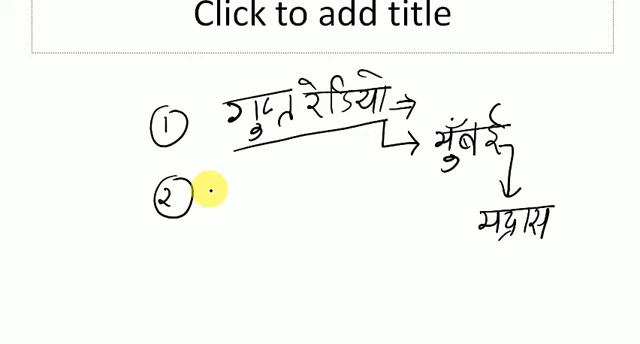 Click to add title
① गुप्त रेडियो →
→ मुंबई
② 
मद्रास